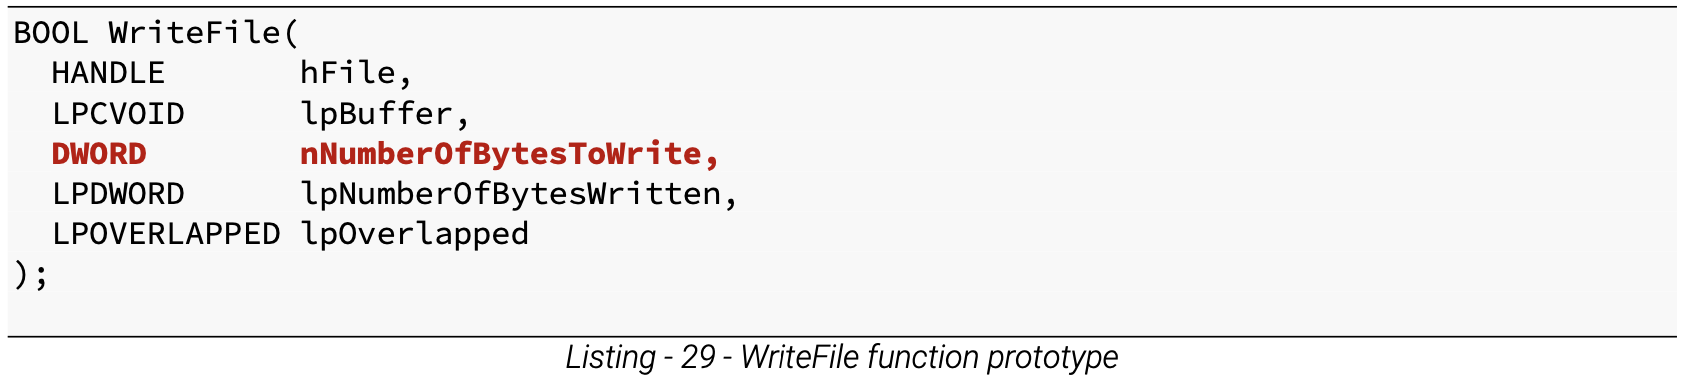 BOOL WriteFile(
  HANDLE       hFile,
  LPCVOID      lpBuffer,
  DWORD        nNumberOfBytesToWrite,
  LPDWORD      lpNumberOfBytesWritten,
  LPOVERLAPPED lpOverlapped
);
Listing - 29 - WriteFile function prototype